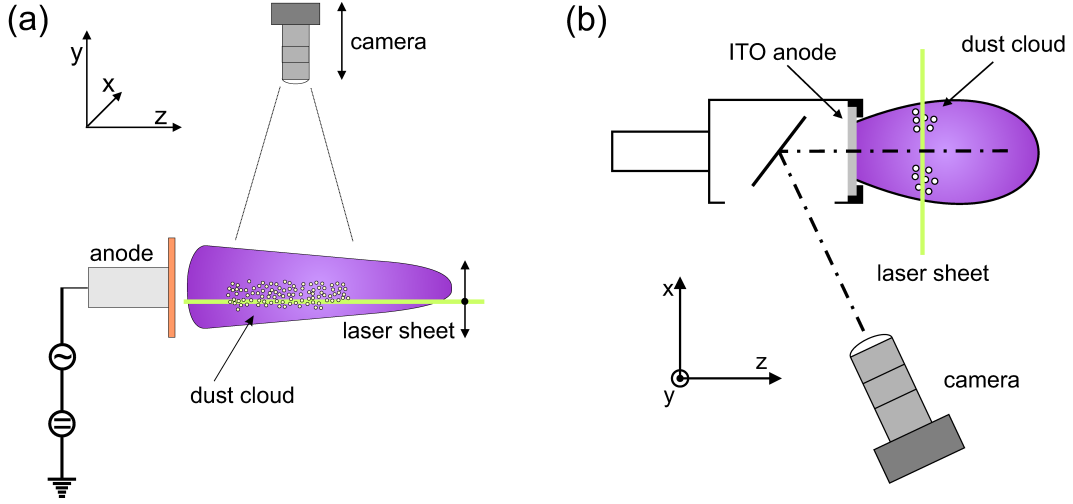 (a)
camera
y
x
z
anode
laser sheet
dust cloud
(b)
dust cloud
ITO anode
laser sheet
x
z
y
camera